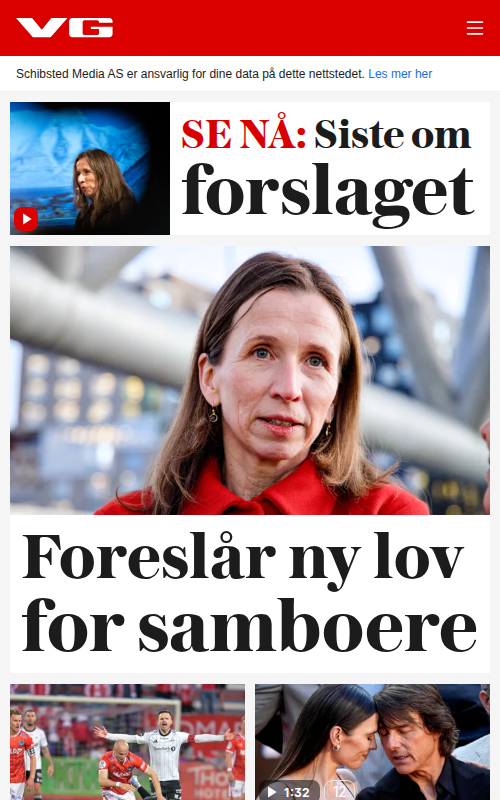 VG
Schibsted Media AS er ansvarlig for dine data på dette nettstedet. Les mer her
SE NÅ: Siste om
forslaget
Foreslår ny lov
for samboere
1:32
12